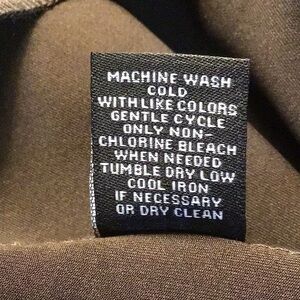 MACHINE WASH
COLD
WITH LIKE COLORS
GENTLE CYCLE
ONLY NON-
CHLORINE BLEACH
WHEN NEEDED
TUMBLE DRY LOW
COOL IRON
IF NECESSARY
OR DRY CLEAN